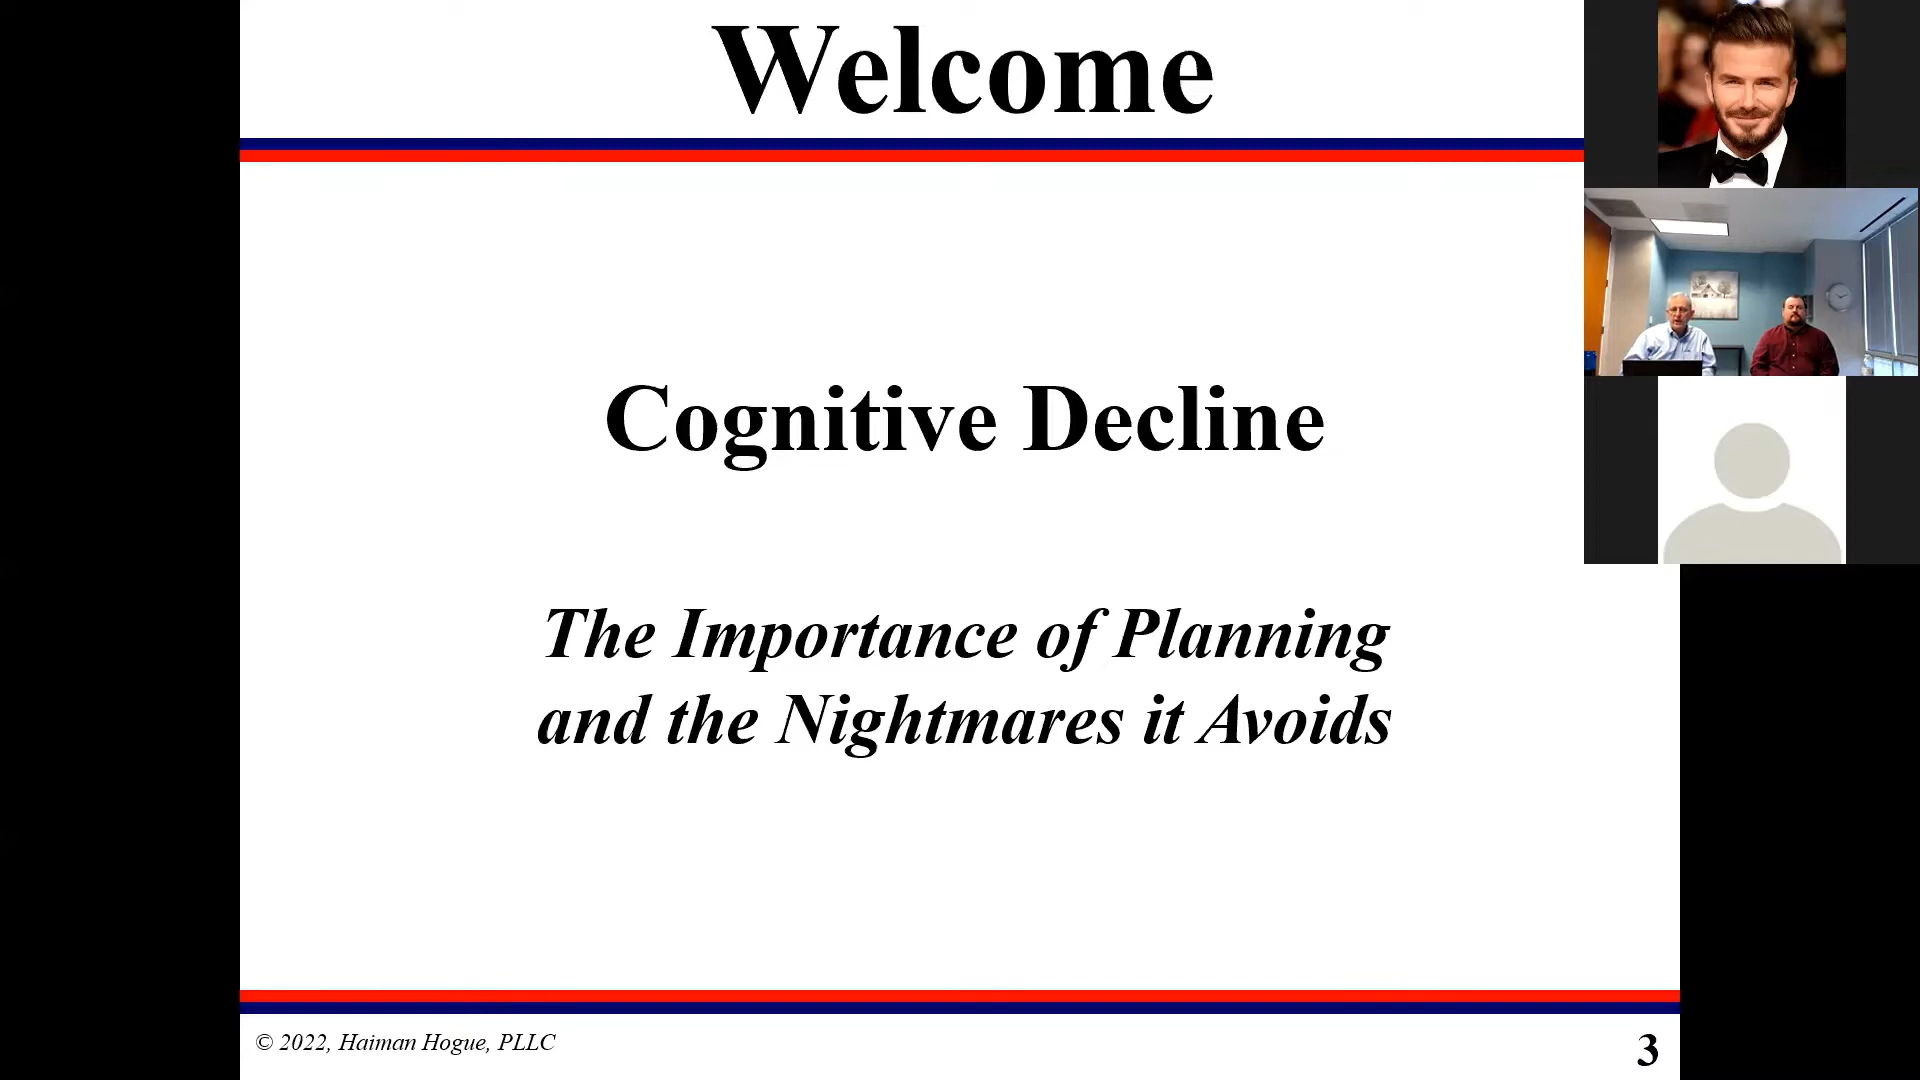 Welcome
Cognitive Decline
The Importance of Planning
and the Nightmares it Avoids
© 2022, Haiman Hogue, PLLC
3